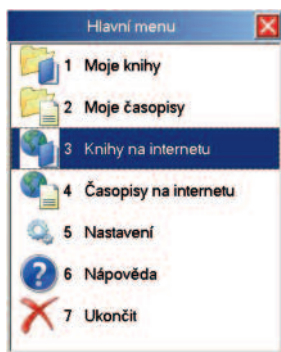 Hlavní menu
1 Moje knihy
2 Moje časopisy
3 Knihy na internetu
4 Časopisy na internetu
5 Nastavení
6 Nápověda
7 Ukončit